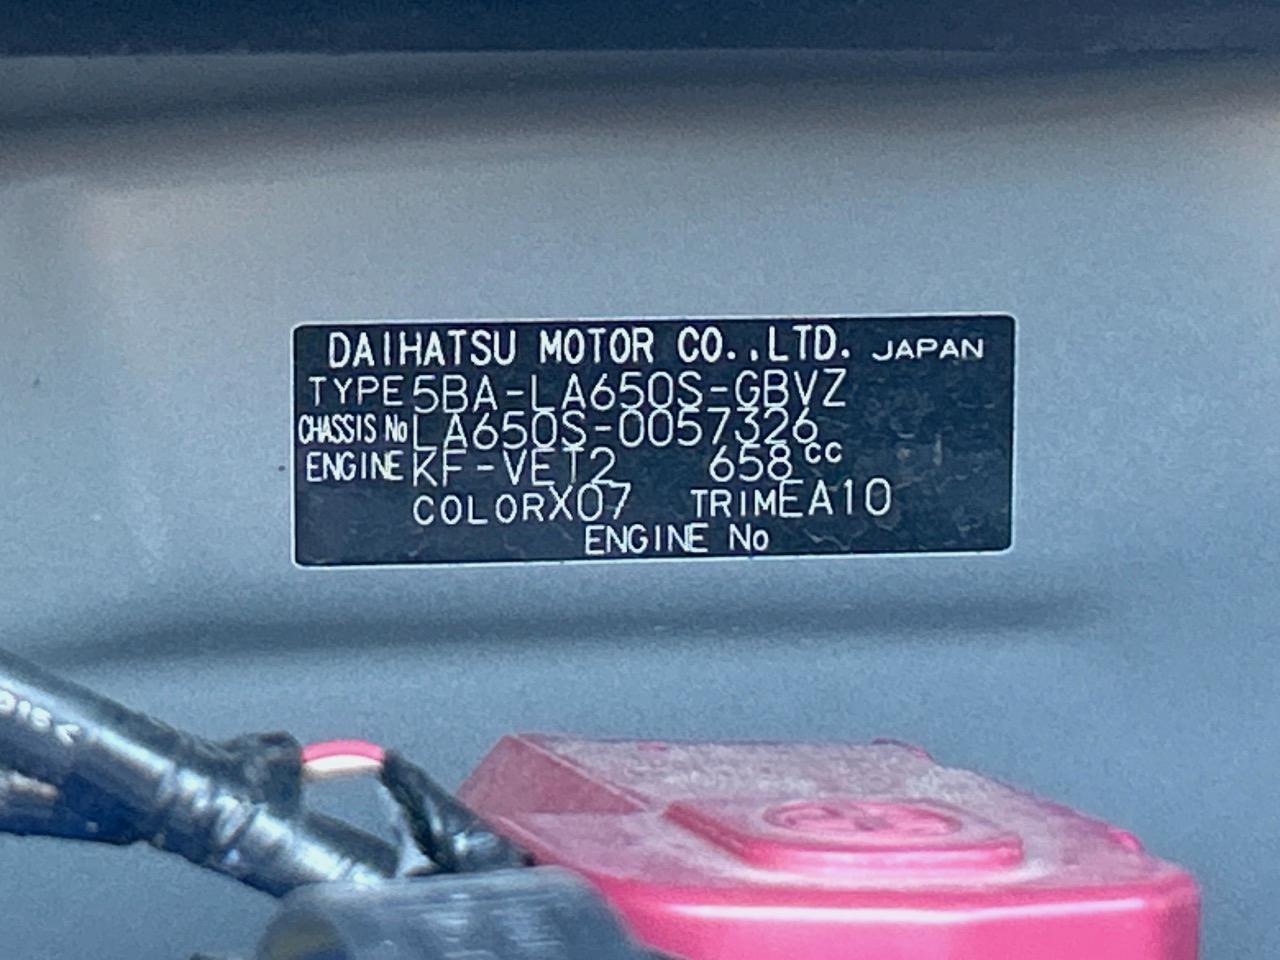 DAIHATSU MOTOR CO.,LTD. JAPAN
TYPE 5BA-LA650S-GBVZ
CHASSIS No LA650S-0057326
ENGINE KF-VET2 658cc
COLOR X07 TRIM EA10
ENGINE No